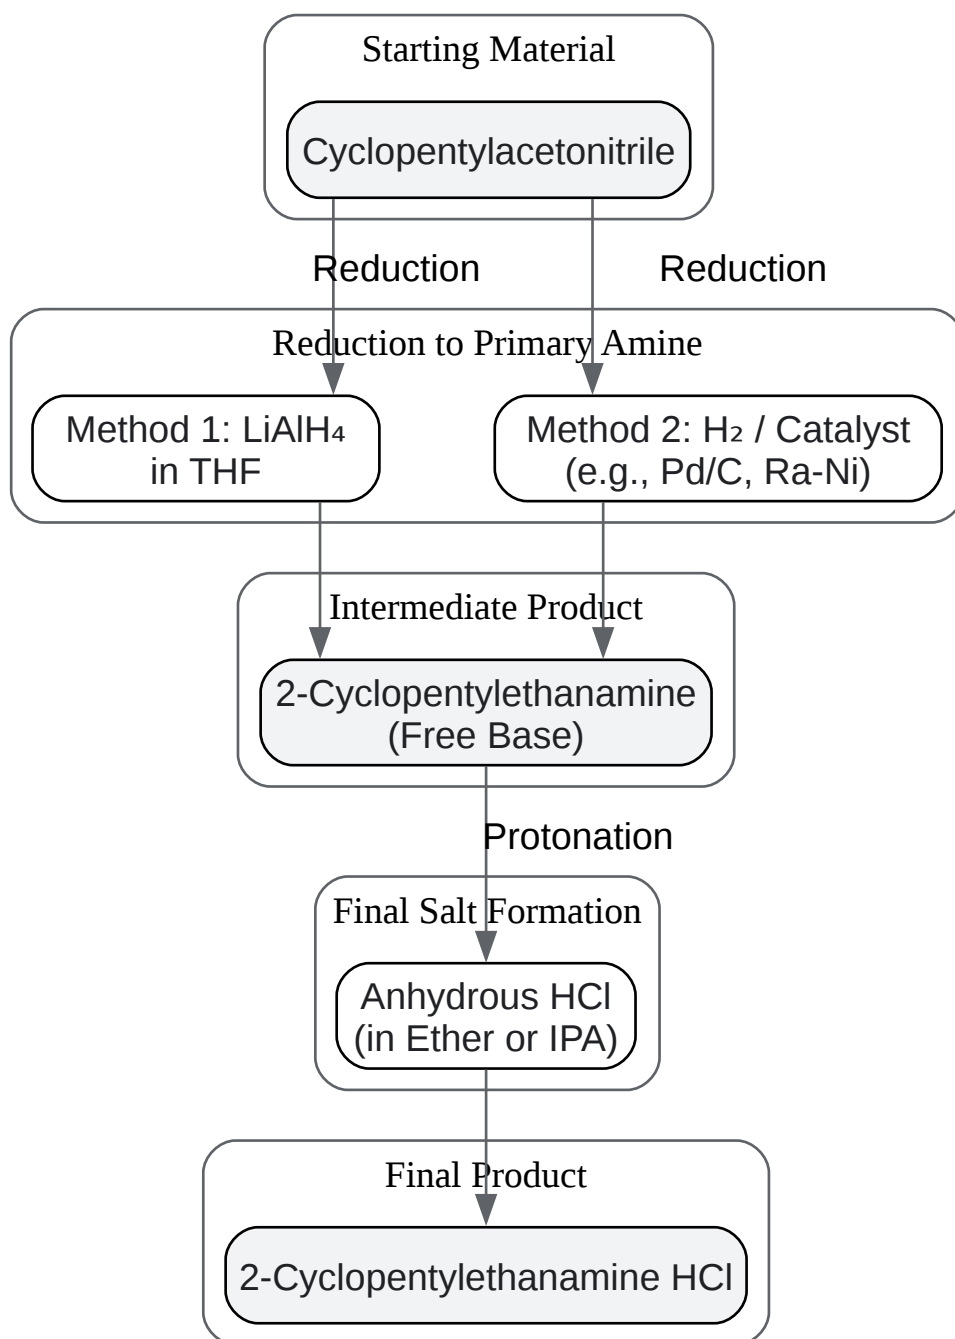 Starting Material
Cyclopentylacetonitrile
Reduction
Reduction
Reduction to Primary Amine
Method 1: LiAlH₄
in THF
Method 2: H₂ / Catalyst
(e.g., Pd/C, Ra-Ni)
Intermediate Product
2-Cyclopentylethanamine
(Free Base)
Protonation
Final Salt Formation
Anhydrous HCl
(in Ether or IPA)
Final Product
2-Cyclopentylethanamine HCl